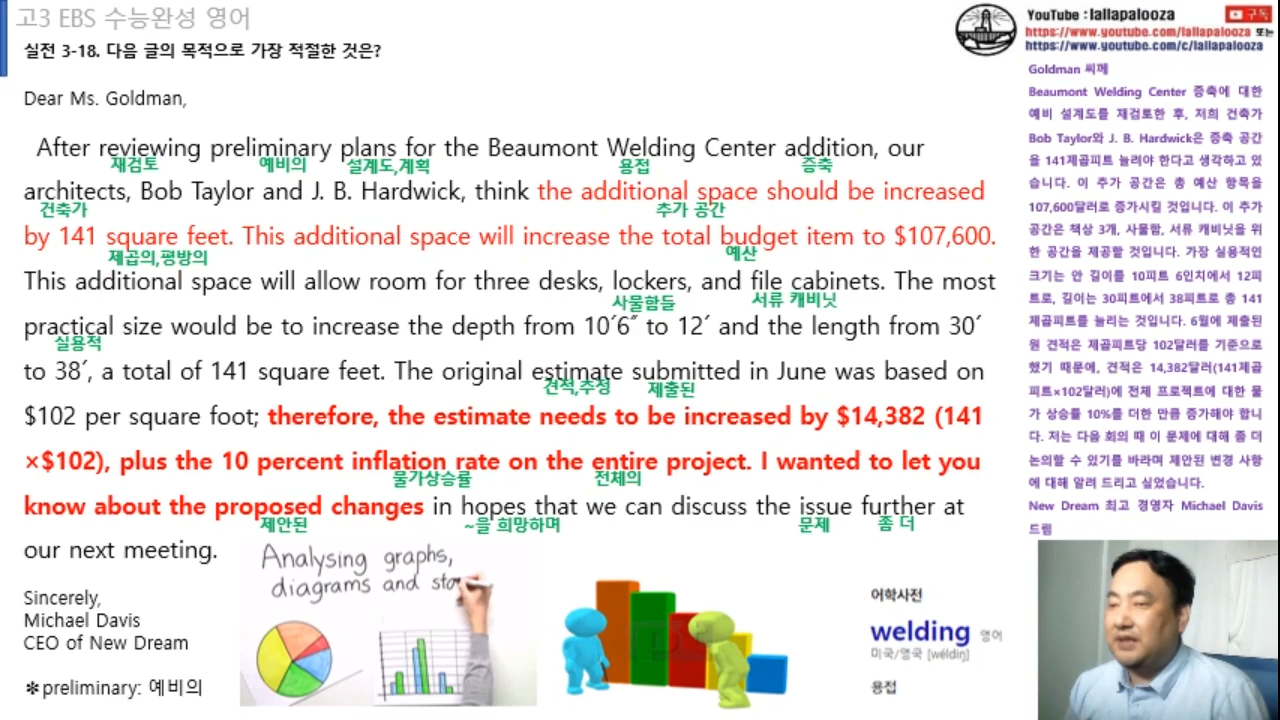 고3 EBS 수능완성 영어
실전 3-18. 다음 글의 목적으로 가장 적절한 것은?
Dear Ms. Goldman,
After reviewing preliminary plans for the Beaumont Welding Center addition, our
재검토 예비의 설계도,계획 용접 증축
architects, Bob Taylor and J. B. Hardwick, think the additional space should be increased
건축가 추가 공간
by 141 square feet. This additional space will increase the total budget item to $107,600.
제곱의,평방의 예산
This additional space will allow room for three desks, lockers, and file cabinets. The most
사물함들 서류 캐비닛
practical size would be to increase the depth from 10´6˝ to 12´ and the length from 30´
실용적
to 38´, a total of 141 square feet. The original estimate submitted in June was based on
견적,추정 제출된
$102 per square foot; therefore, the estimate needs to be increased by $14,382 (141
×$102), plus the 10 percent inflation rate on the entire project. I wanted to let you
물가상승률 전체의
know about the proposed changes in hopes that we can discuss the issue further at
제안된 ~을 희망하며 문제 좀 더
our next meeting.
Sincerely,
Michael Davis
CEO of New Dream
✻preliminary: 예비의
Analysing graphs,
diagrams and sta
어학사전
welding 영어
미국/영국 [wéldiŋ]
용접
YouTube : lallapalooza 구독
https://www.youtube.com/lallapalooza 또는
https://www.youtube.com/c/lallapalooza
Goldman 씨께
Beaumont Welding Center 증축에 대한
예비 설계도를 재검토한 후, 저희 건축가
Bob Taylor와 J. B. Hardwick은 증축 공간
을 141제곱피트 늘려야 한다고 생각하고 있
습니다. 이 추가 공간은 총 예산 항목을
107,600달러로 증가시킬 것입니다. 이 추가
공간은 책상 3개, 사물함, 서류 캐비닛을 위
한 공간을 제공할 것입니다. 가장 실용적인
크기는 안 길이를 10피트 6인치에서 12피
트로, 길이는 30피트에서 38피트로 총 141
제곱피트를 늘리는 것입니다. 6월에 제출된
원 견적은 제곱피트당 102달러를 기준으로
했기 때문에, 견적은 14,382달러(141제곱
피트×102달러)에 전체 프로젝트에 대한 물
가 상승률 10%를 더한 만큼 증가해야 합니
다. 저는 다음 회의 때 이 문제에 대해 좀 더
논의할 수 있기를 바라며 제안된 변경 사항
에 대해 알려 드리고 싶었습니다.
New Dream 최고 경영자 Michael Davis
드림